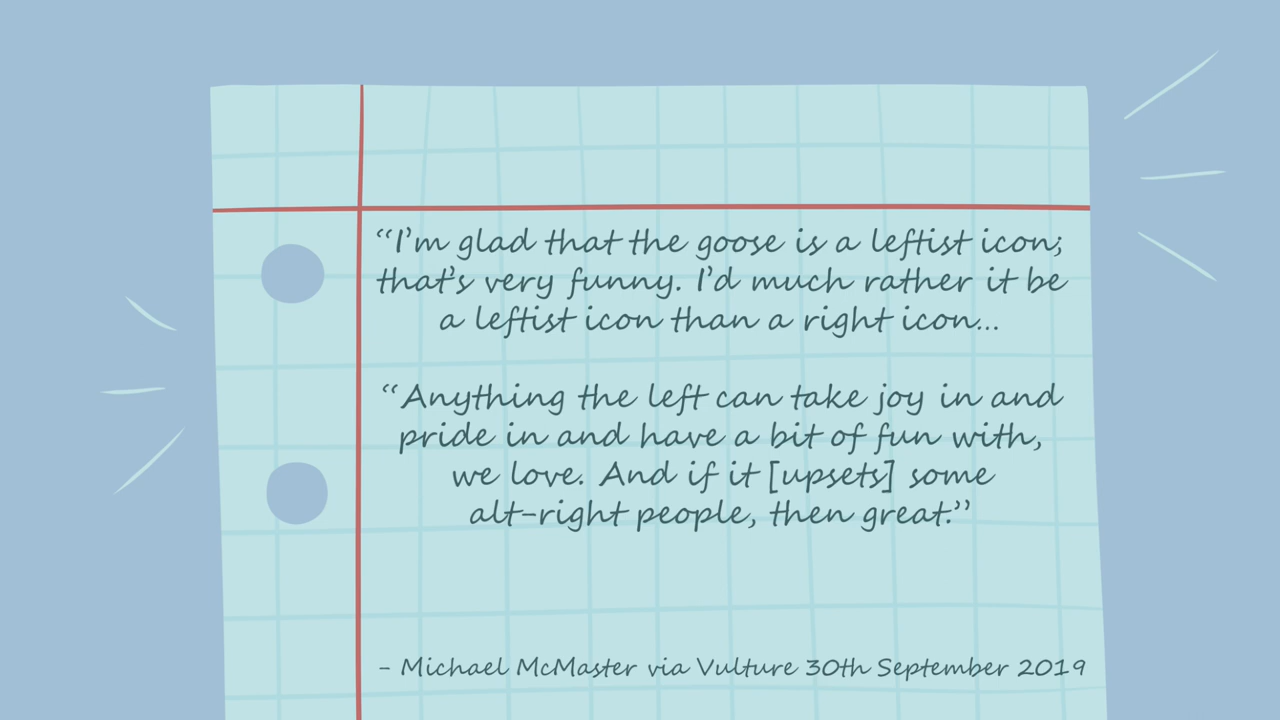 “I’m glad that the goose is a leftist icon;
that’s very funny. I’d much rather it be
a leftist icon than a right icon...
“Anything the left can take joy in and
pride in and have a bit of fun with,
we love. And if it [upsets] some
alt-right people, then great.”
- Michael McMaster via Vulture 30th September 2019